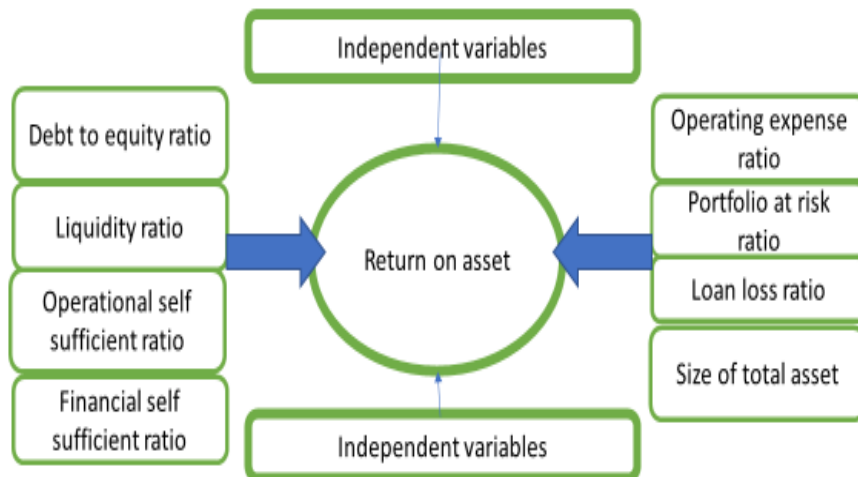 Independent variables
Debt to equity ratio
Liquidity ratio
Operational self
sufficient ratio
Financial self
sufficient ratio
Return on asset
Operating expense
ratio
Portfolio at risk
ratio
Loan loss ratio
Size of total asset
Independent variables